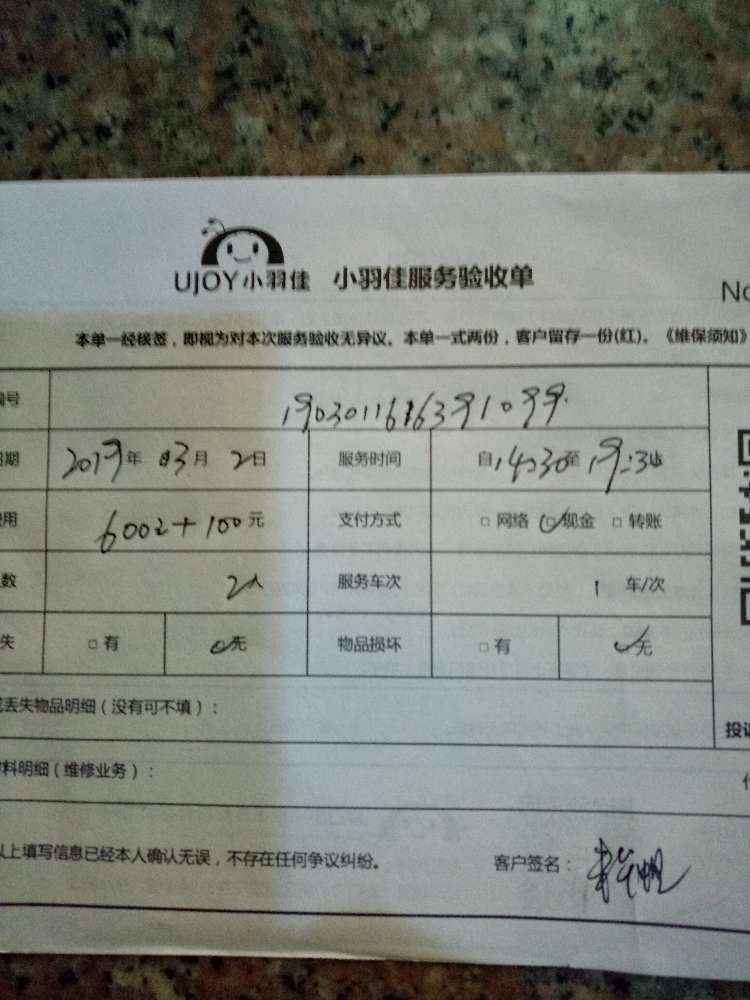 UJOY小羽佳 小羽佳服务验收单
No
本单一经核签，即视为对本次服务验收无异议。本单一式两份，客户留存一份(红)。《维保须知》
编号 1903011616391099
日期 2019年 03月 2日 服务时间 自14:30至19:30
费用 600+100元 支付方式 □网络 ☑现金 □转账
数 2人 服务车次 1 车/次
失 □有 ☑无 物品损坏 □有 ☑无
丢失物品明细（没有可不填）：
投诉
材料明细（维修业务）：
以上填写信息已经本人确认无误，不存在任何争议纠纷。 客户签名：